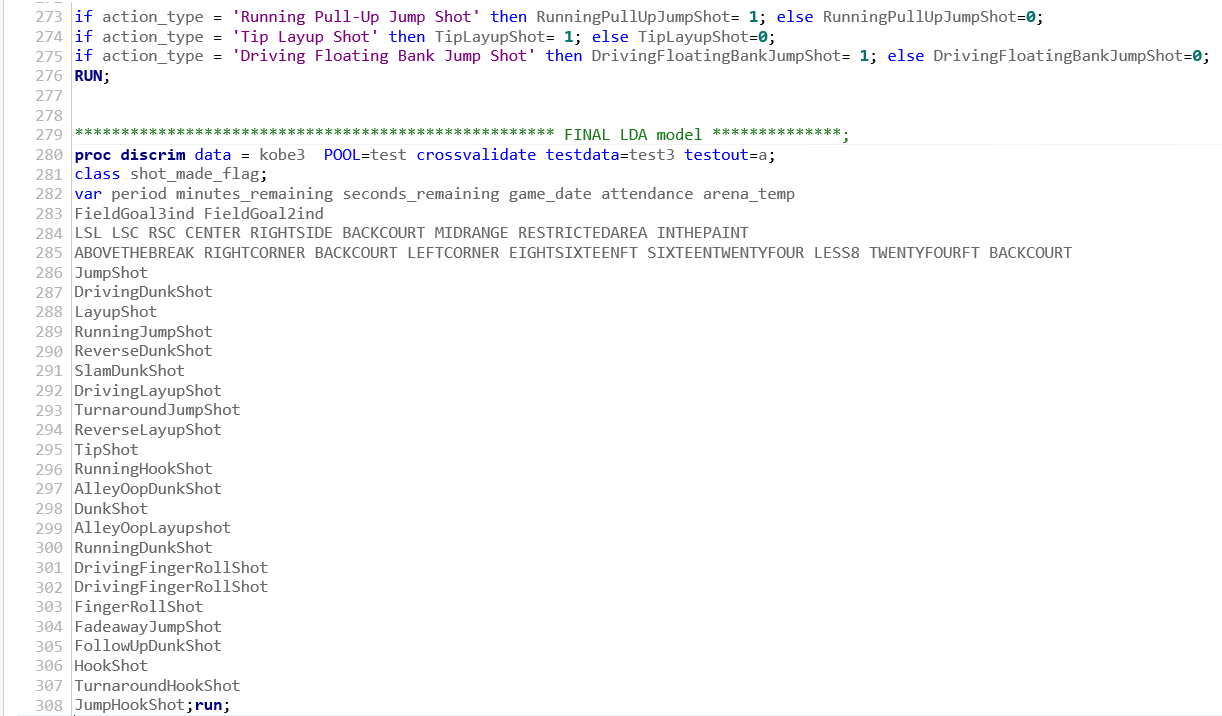 273 if action_type = 'Running Pull-Up Jump Shot' then RunningPullUpJumpShot= 1; else RunningPullUpJumpShot=0;
274 if action_type = 'Tip Layup Shot' then TipLayupShot= 1; else TipLayupShot=0;
275 if action_type = 'Driving Floating Bank Jump Shot' then DrivingFloatingBankJumpShot= 1; else DrivingFloatingBankJumpShot=0;
276 RUN;
277
278
279 **************************************************** FINAL LDA model **************;
280 proc discrim data = kobe3  POOL=test crossvalidate testdata=test3 testout=a;
281 class shot_made_flag;
282 var period minutes_remaining seconds_remaining game_date attendance arena_temp
283 FieldGoal3ind FieldGoal2ind
284 LSL LSC RSC CENTER RIGHTSIDE BACKCOURT MIDRANGE RESTRICTEDAREA INTHEPAINT
285 ABOVETHEBREAK RIGHTCORNER BACKCOURT LEFTCORNER EIGHTSIXTEENFT SIXTEENTWENTYFOUR LESS8 TWENTYFOURFT BACKCOURT
286 JumpShot
287 DrivingDunkShot
288 LayupShot
289 RunningJumpShot
290 ReverseDunkShot
291 SlamDunkShot
292 DrivingLayupShot
293 TurnaroundJumpShot
294 ReverseLayupShot
295 TipShot
296 RunningHookShot
297 AlleyOopDunkShot
298 DunkShot
299 AlleyOopLayupshot
300 RunningDunkShot
301 DrivingFingerRollShot
302 DrivingFingerRollShot
303 FingerRollShot
304 FadeawayJumpShot
305 FollowUpDunkShot
306 HookShot
307 TurnaroundHookShot
308 JumpHookShot;run;